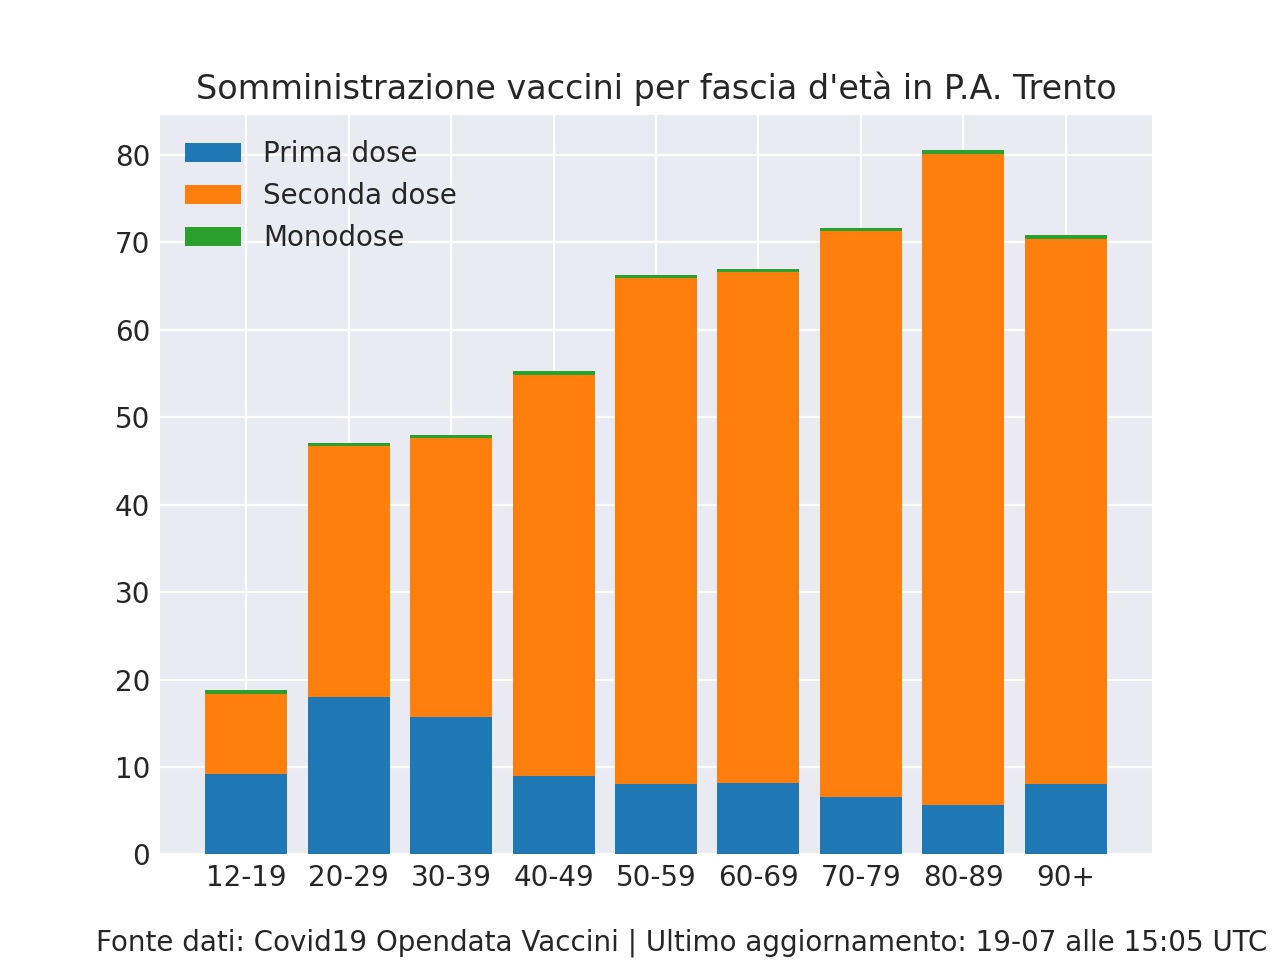 Somministrazione vaccini per fascia d'età in P.A. Trento
Prima dose
Seconda dose
Monodose
80
70
60
50
40
30
20
10
0
12-19 20-29 30-39 40-49 50-59 60-69 70-79 80-89 90+
Fonte dati: Covid19 Opendata Vaccini | Ultimo aggiornamento: 19-07 alle 15:05 UTC